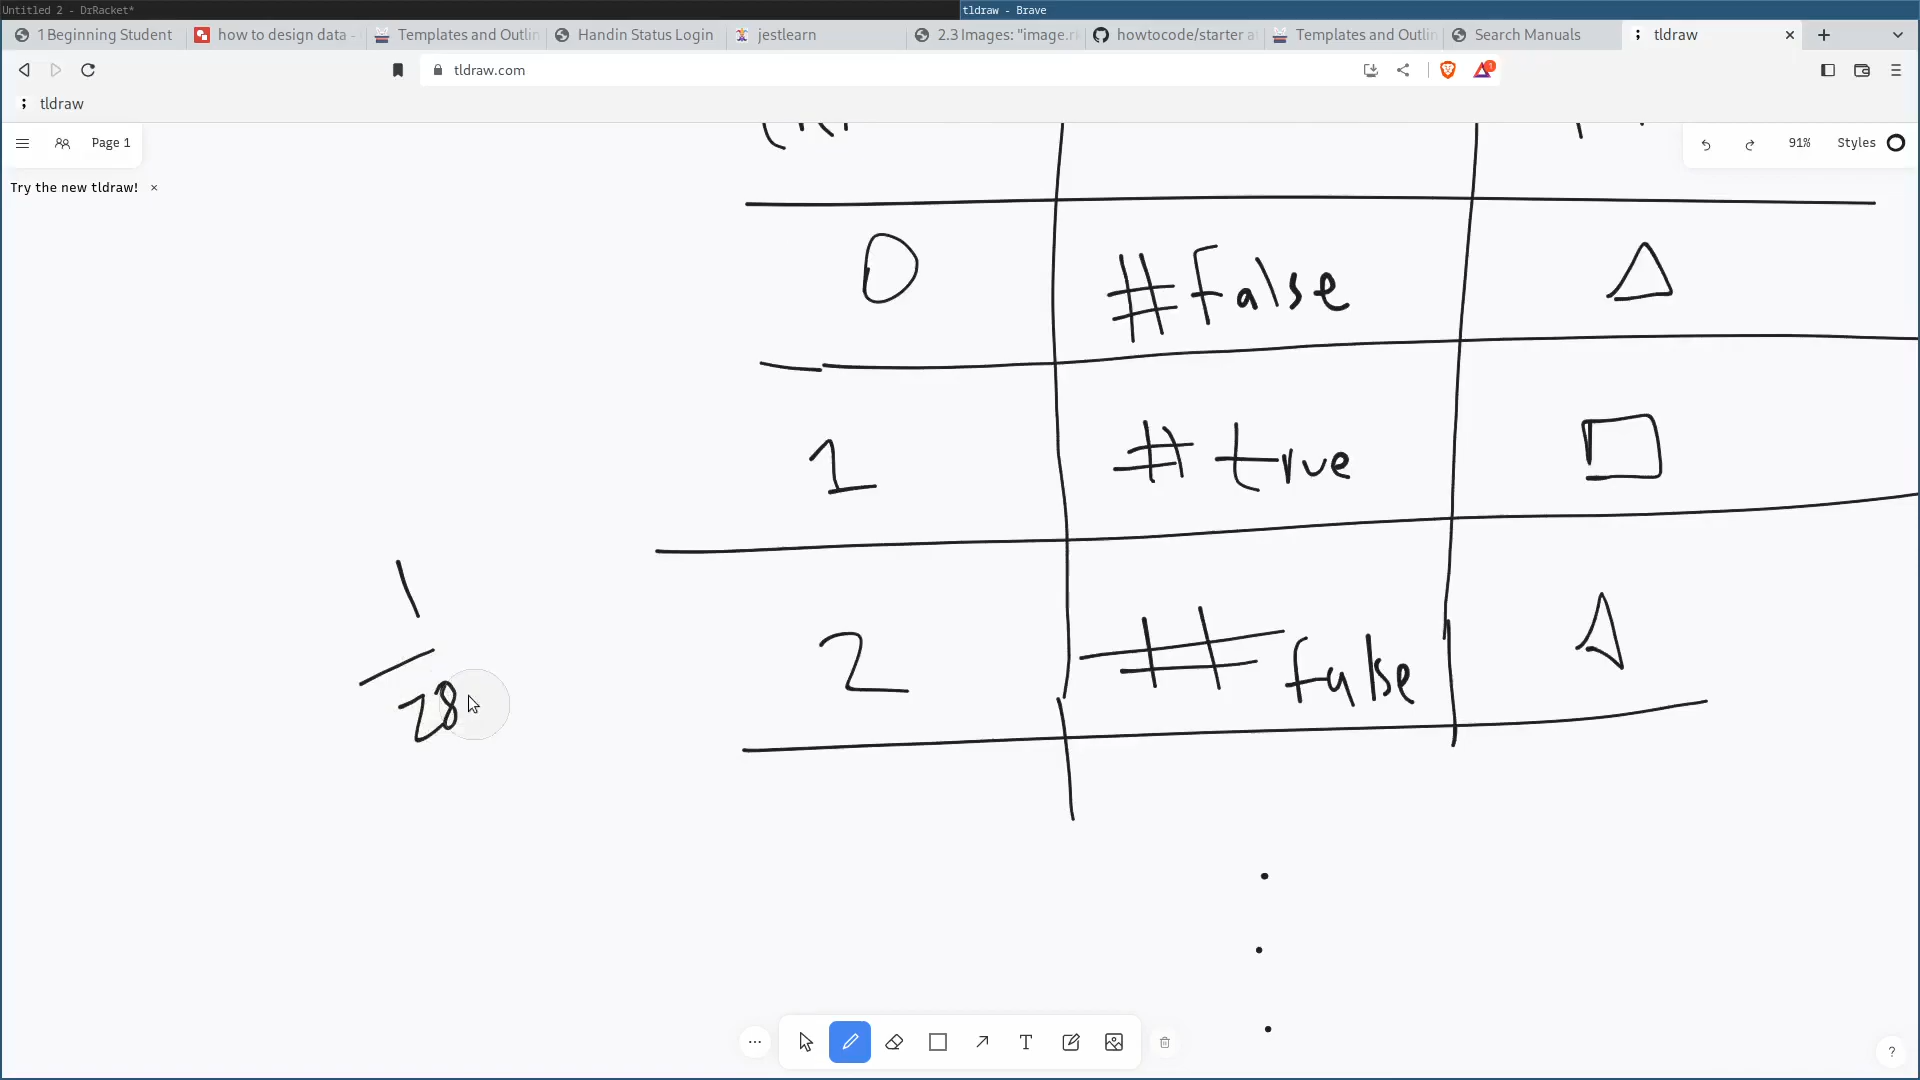 Untitled 2 - DrRacket*
tldraw - Brave
1 Beginning Student
how to design data -
Templates and Outlin
Handin Status Login
jestlearn
2.3 Images: "image.rk
howtocode/starter a
Templates and Outlin
Search Manuals
tldraw
tldraw.com
1
tldraw
Page 1
91%
Styles
Try the new tldraw!
0
#false
1
#true
1
28
2
#false
T
?